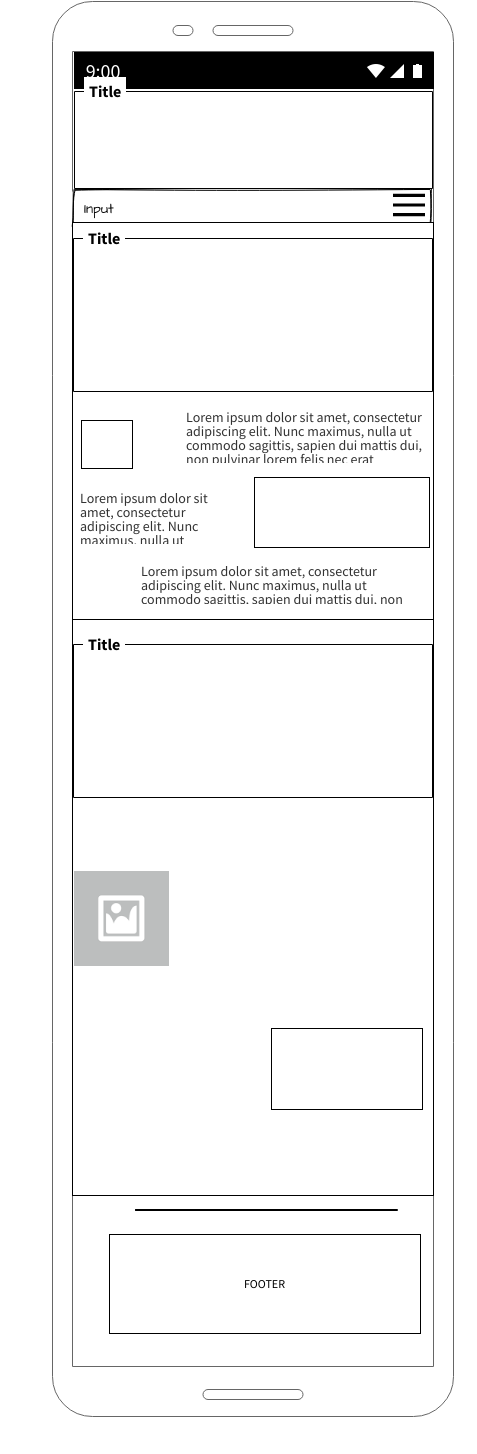 9:00
Title
Input
Title
Lorem ipsum dolor sit amet, consectetur
adipiscing elit. Nunc maximus, nulla ut
commodo sagittis, sapien dui mattis dui,
non pulvinar lorem felis nec erat
Lorem ipsum dolor sit
amet, consectetur
adipiscing elit. Nunc
maximus, nulla ut
Lorem ipsum dolor sit amet, consectetur
adipiscing elit. Nunc maximus, nulla ut
commodo sagittis, sapien dui mattis dui, non
Title
FOOTER